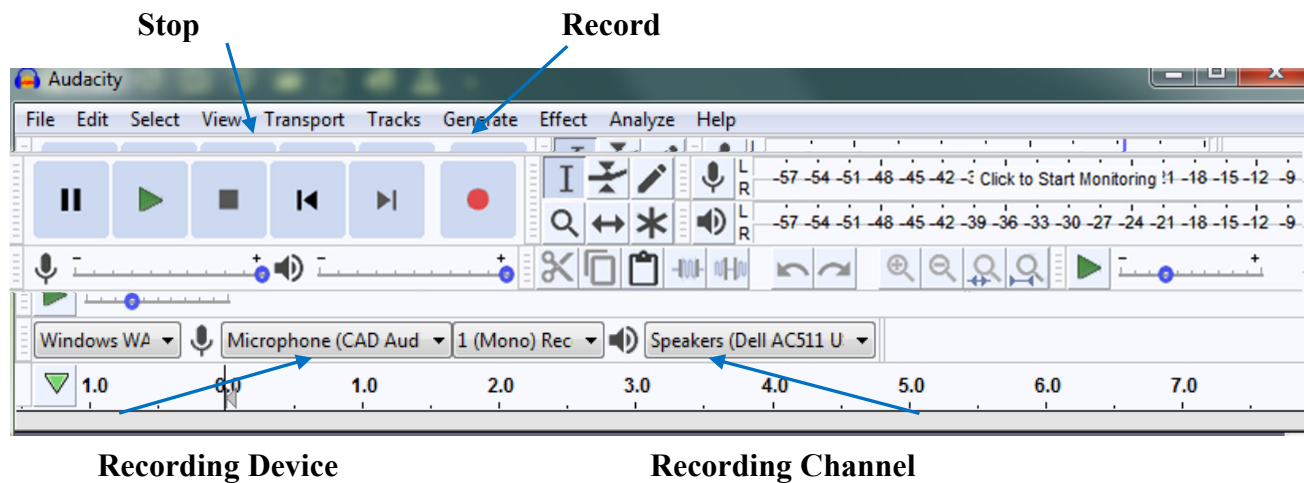 Stop Record
Audacity
File Edit Select View Transport Tracks Generate Effect Analyze Help
L
R
-57 -54 -51 -48 -45 -42 Click to Start Monitoring -18 -15 -12 -9
L
R
-57 -54 -51 -48 -45 -42 -39 -36 -33 -30 -27 -24 -21 -18 -15 -12 -9
- + - + - +
Windows WA Microphone (CAD Aud 1 (Mono) Rec Speakers (Dell AC511 U
1.0 0.0 1.0 2.0 3.0 4.0 5.0 6.0 7.0
Recording Device Recording Channel